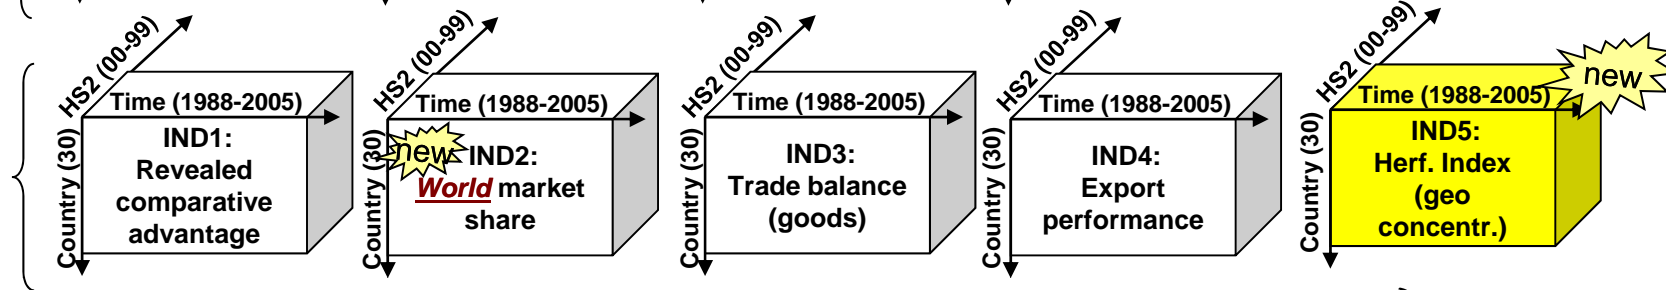 HS2 (00-99)
Time (1988-2005)
Country (30)
IND1:
Revealed
comparative
advantage
HS2 (00-99)
Time (1988-2005)
Country (30)
new
IND2:
World market
share
HS2 (00-99)
Time (1988-2005)
Country (30)
IND3:
Trade balance
(goods)
HS2 (00-99)
Time (1988-2005)
Country (30)
IND4:
Export
performance
HS2 (00-99)
Time (1988-2005)
Country (30)
new
IND5:
Herf. Index
(geo
concentr.)